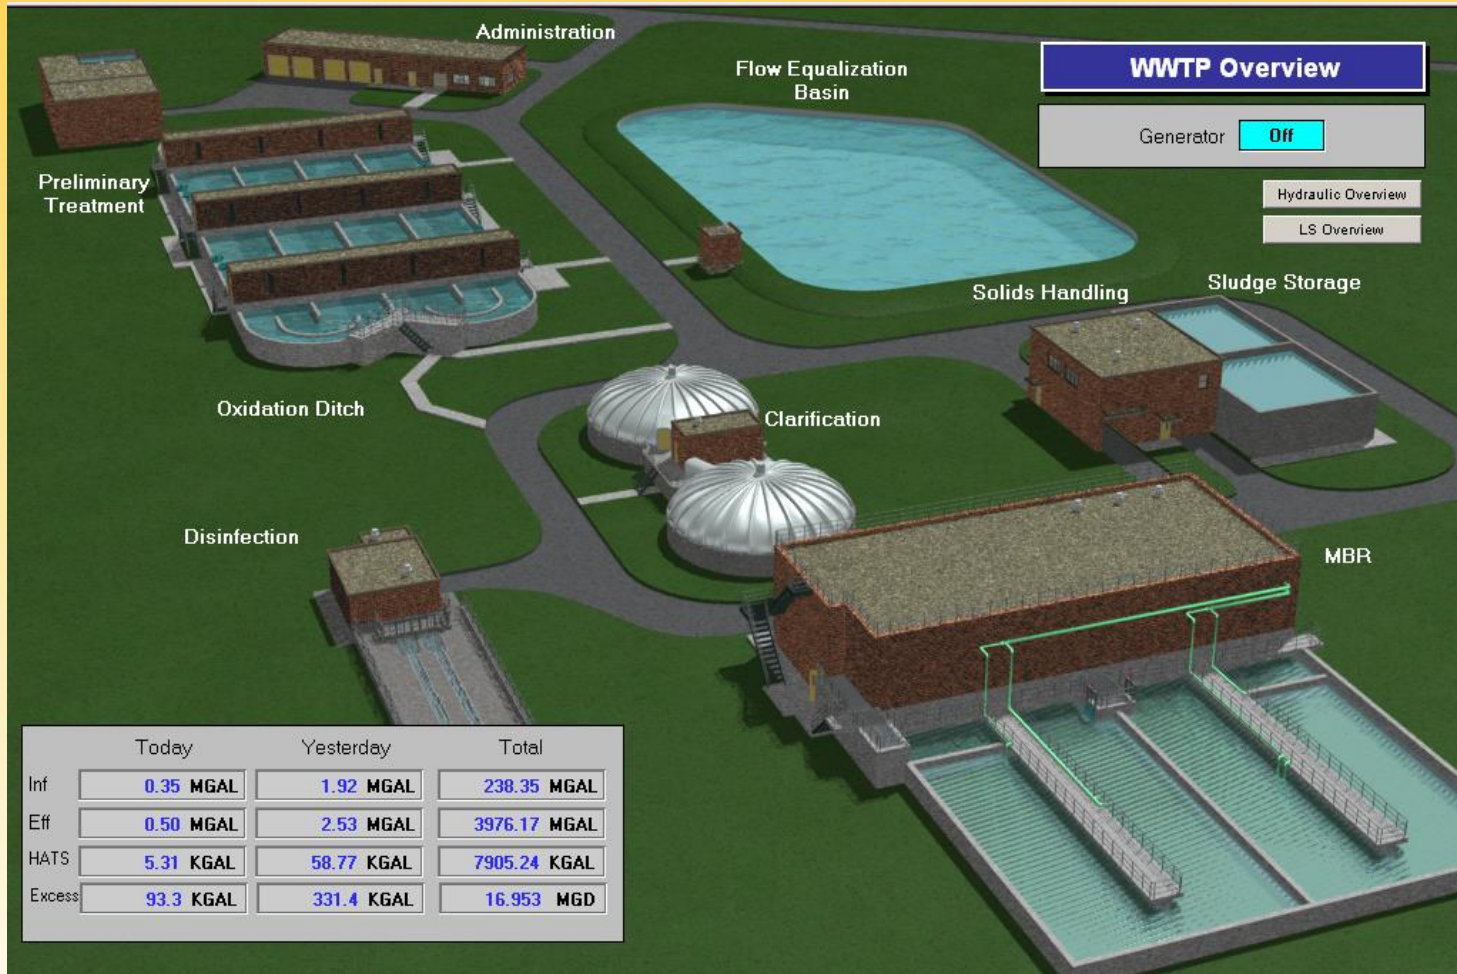 Administration
WWTP Overview
Flow Equalization
Basin
Generator Off
Preliminary
Treatment
Hydraulic Overview
LS Overview
Solids Handling
Sludge Storage
Oxidation Ditch
Clarification
Disinfection
MBR
Today Yesterday Total
Inf 0.35 MGAL 1.92 MGAL 238.35 MGAL
Eff 0.50 MGAL 2.53 MGAL 3976.17 MGAL
HATS 5.31 KGAL 58.77 KGAL 7905.24 KGAL
Excess 93.3 KGAL 331.4 KGAL 16.953 MGD